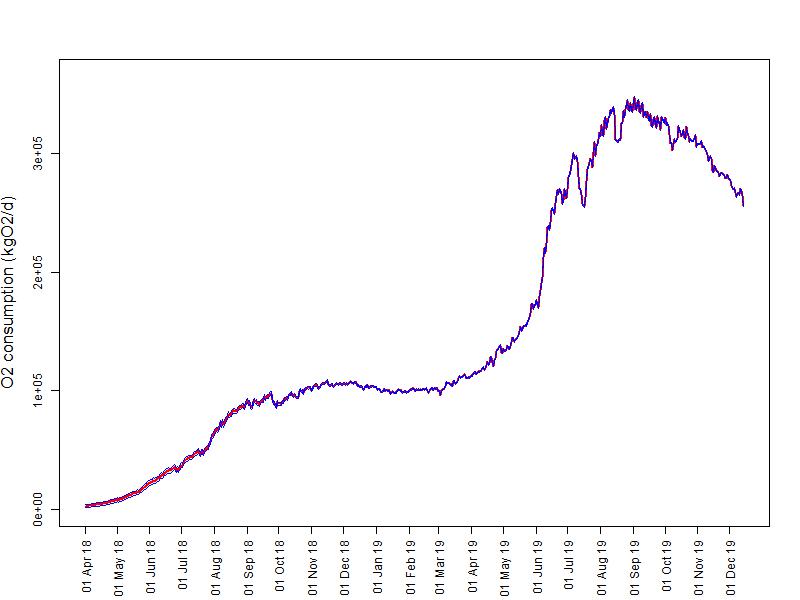 O2 consumption (kgO2/d)
3e+05
2e+05
1e+05
0e+00
01 Apr 18
01 May 18
01 Jun 18
01 Jul 18
01 Aug 18
01 Sep 18
01 Oct 18
01 Nov 18
01 Dec 18
01 Jan 19
01 Feb 19
01 Mar 19
01 Apr 19
01 May 19
01 Jun 19
01 Jul 19
01 Aug 19
01 Sep 19
01 Oct 19
01 Nov 19
01 Dec 19